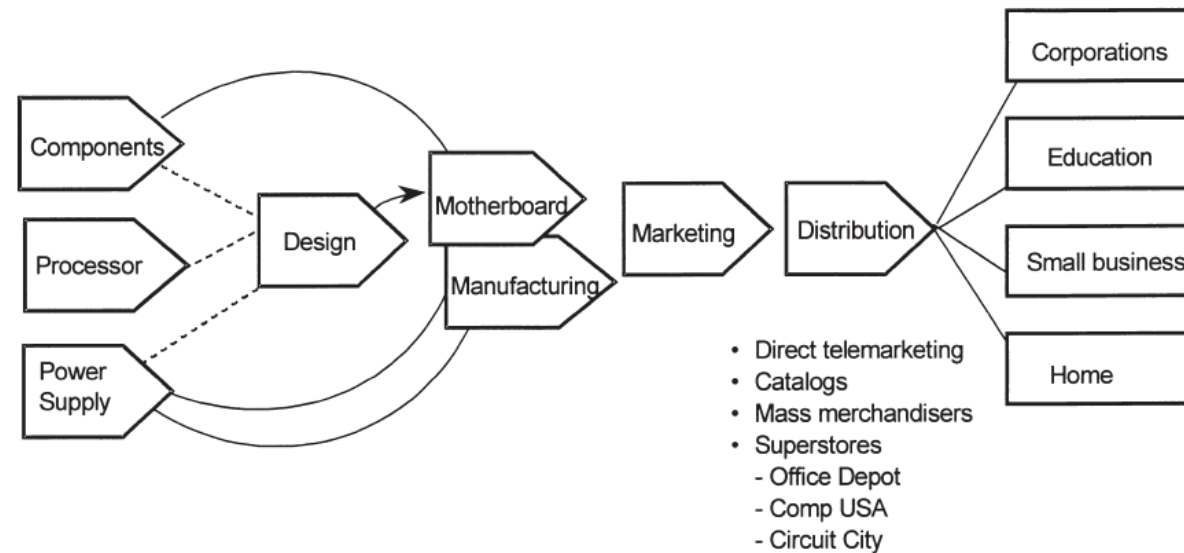 Components
Processor
Power
Supply
Design
Motherboard
Manufacturing
Marketing
Distribution
• Direct telemarketing
• Catalogs
• Mass merchandisers
• Superstores
- Office Depot
- Comp USA
- Circuit City
Corporations
Education
Small business
Home